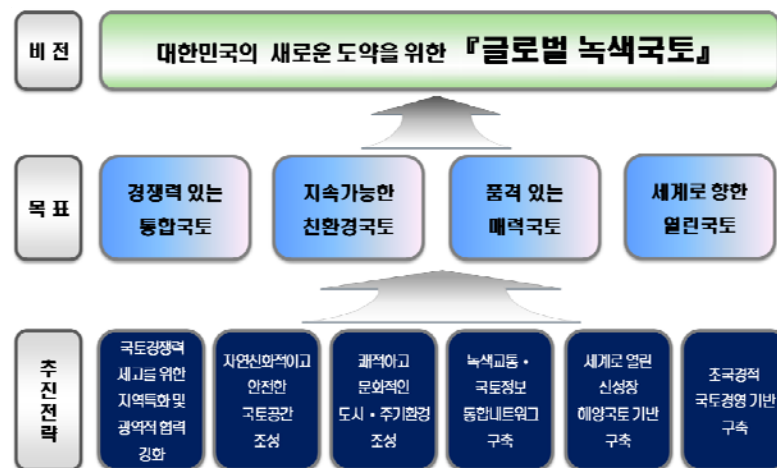 비 전
대한민국의 새로운 도약을 위한 『글로벌 녹색국토』
목 표
경쟁력 있는
통합국토
지속가능한
친환경국토
품격 있는
매력국토
세계로 향한
열린국토
추진전략
국토경쟁력
제고를 위한
지역특화 및
광역적 협력
강화
자연친화적이고
안전한
국토공간
조성
쾌적하고
문화적인
도시・주거환경
조성
녹색교통・
국토정보
통합네트워크
구축
세계로 열린
신성장
해양국토 기반
구축
초국경적
국토경영 기반
구축